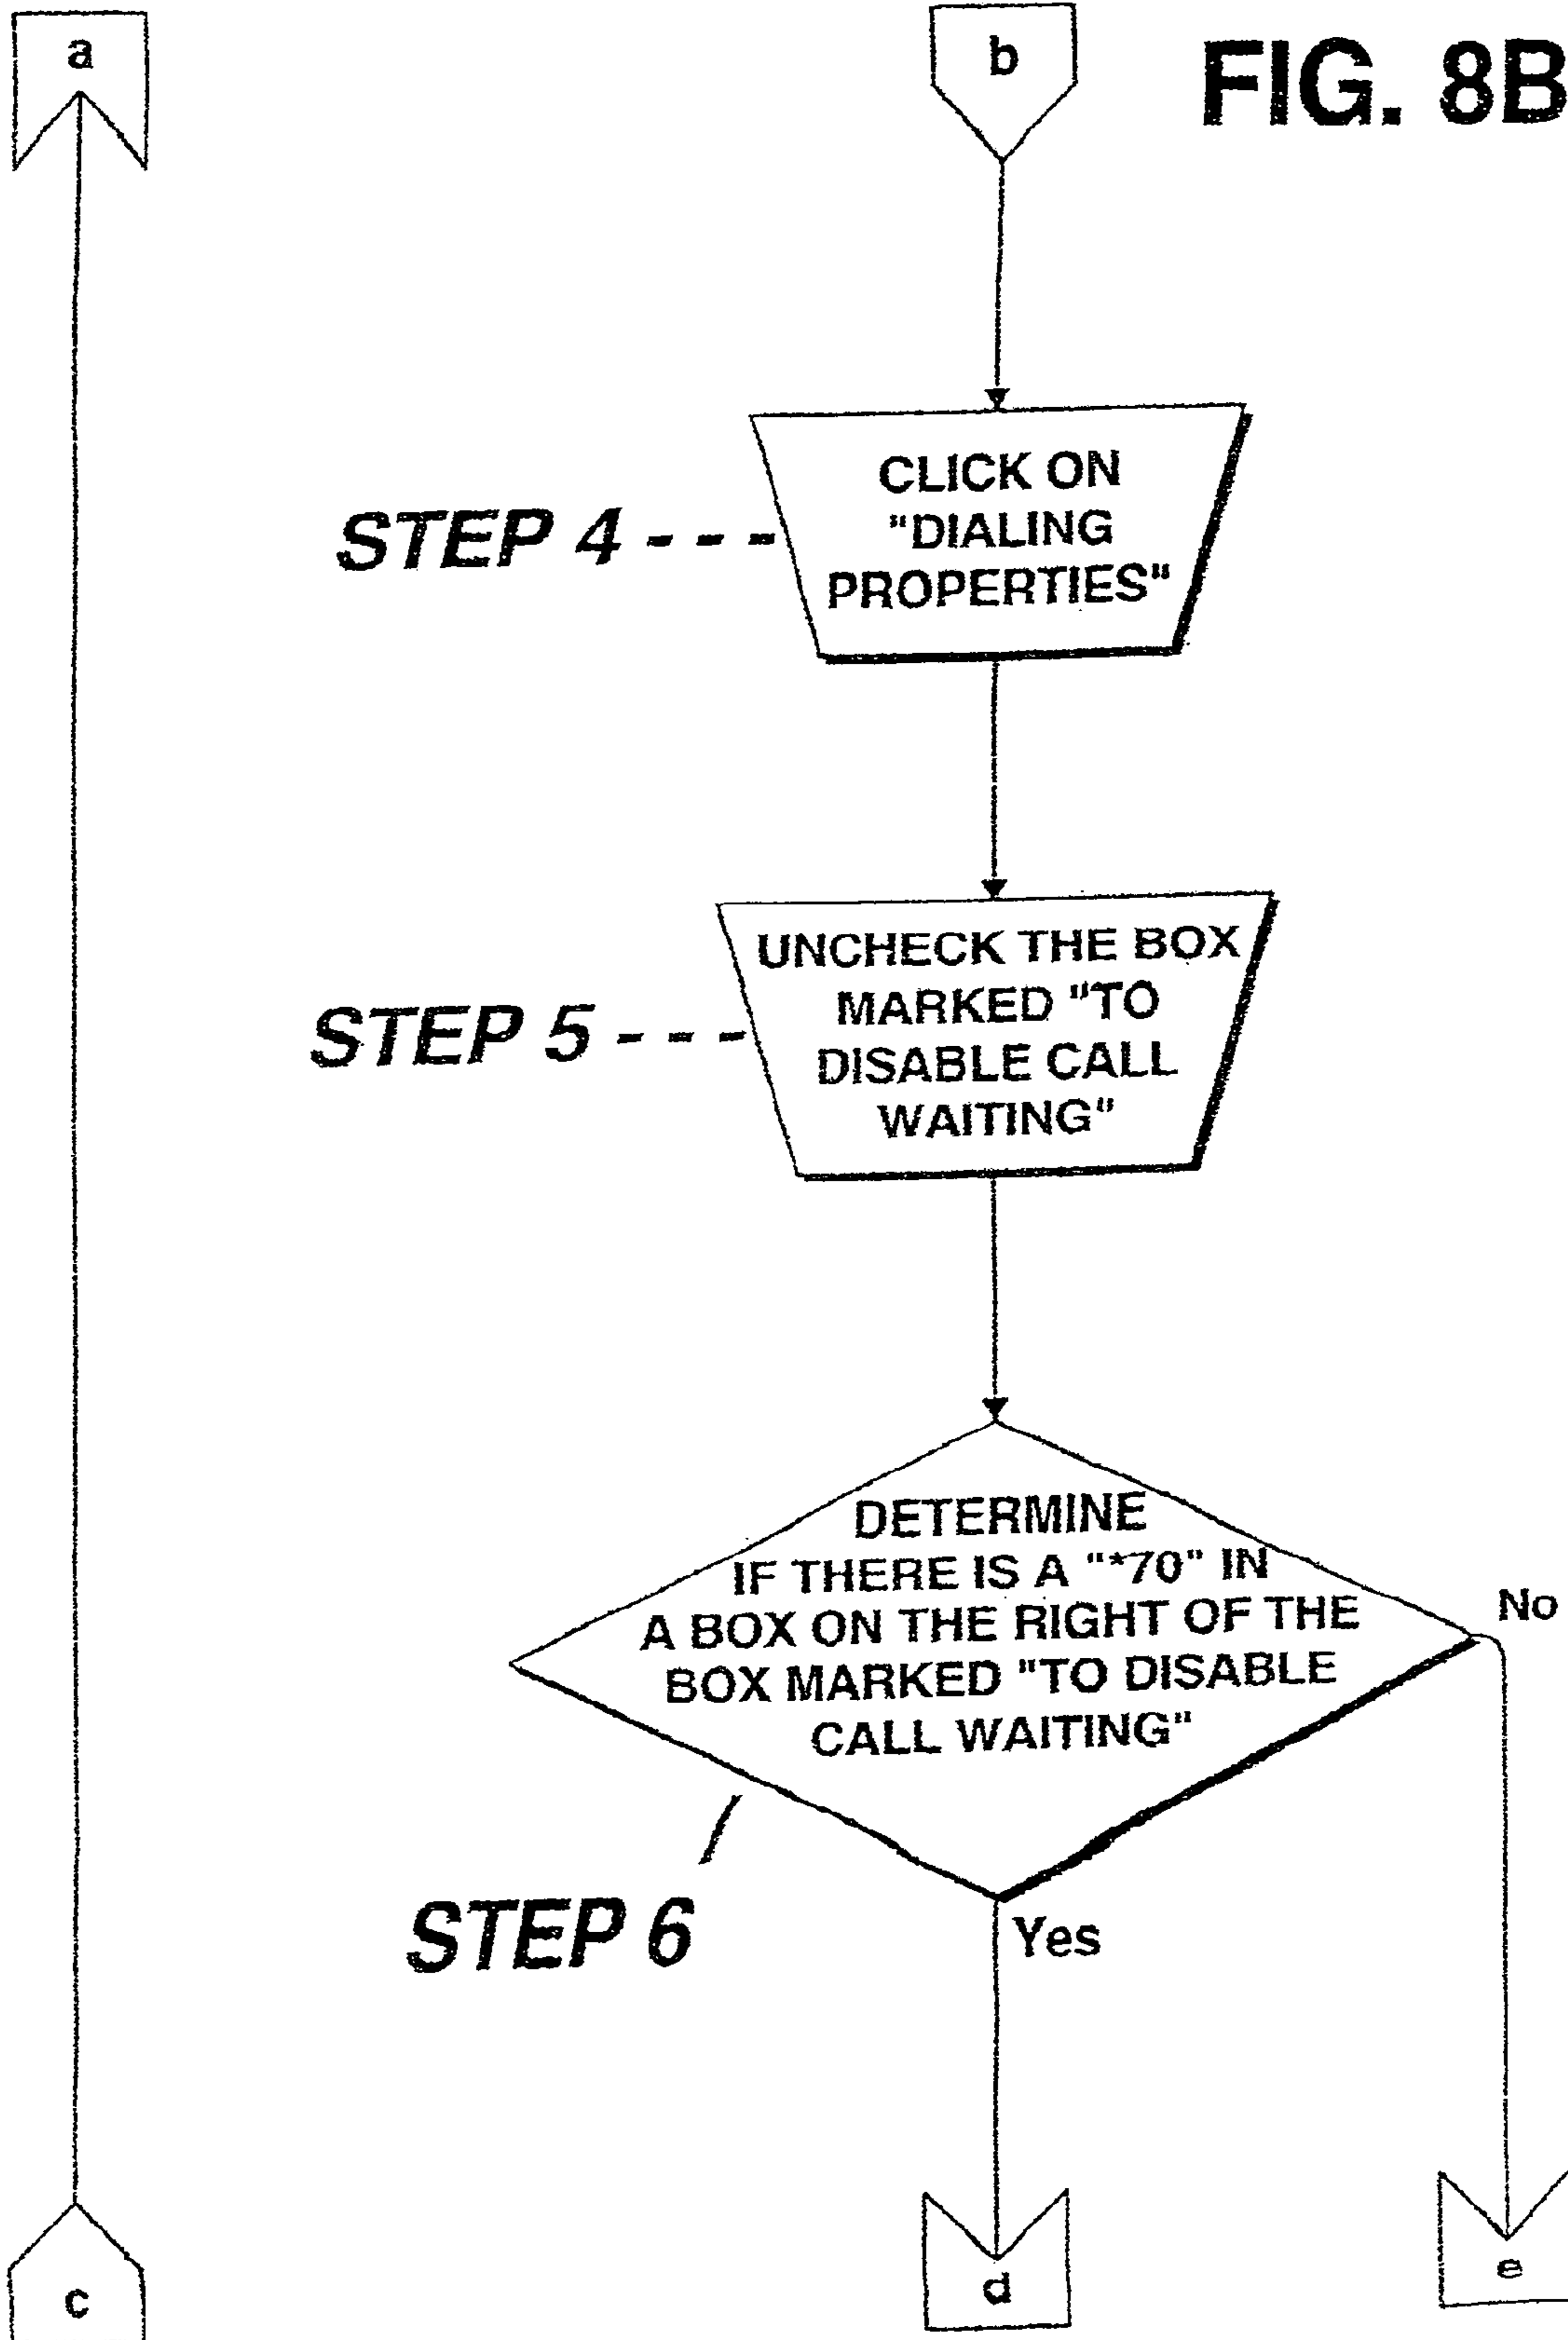 a
b
FIG. 8B
STEP 4 - - -
CLICK ON
"DIALING
PROPERTIES"
STEP 5 - - -
UNCHECK THE BOX
MARKED "TO
DISABLE CALL
WAITING"
DETERMINE
IF THERE IS A "*70" IN
A BOX ON THE RIGHT OF THE
BOX MARKED "TO DISABLE
CALL WAITING"
No
STEP 6
Yes
c
d
e